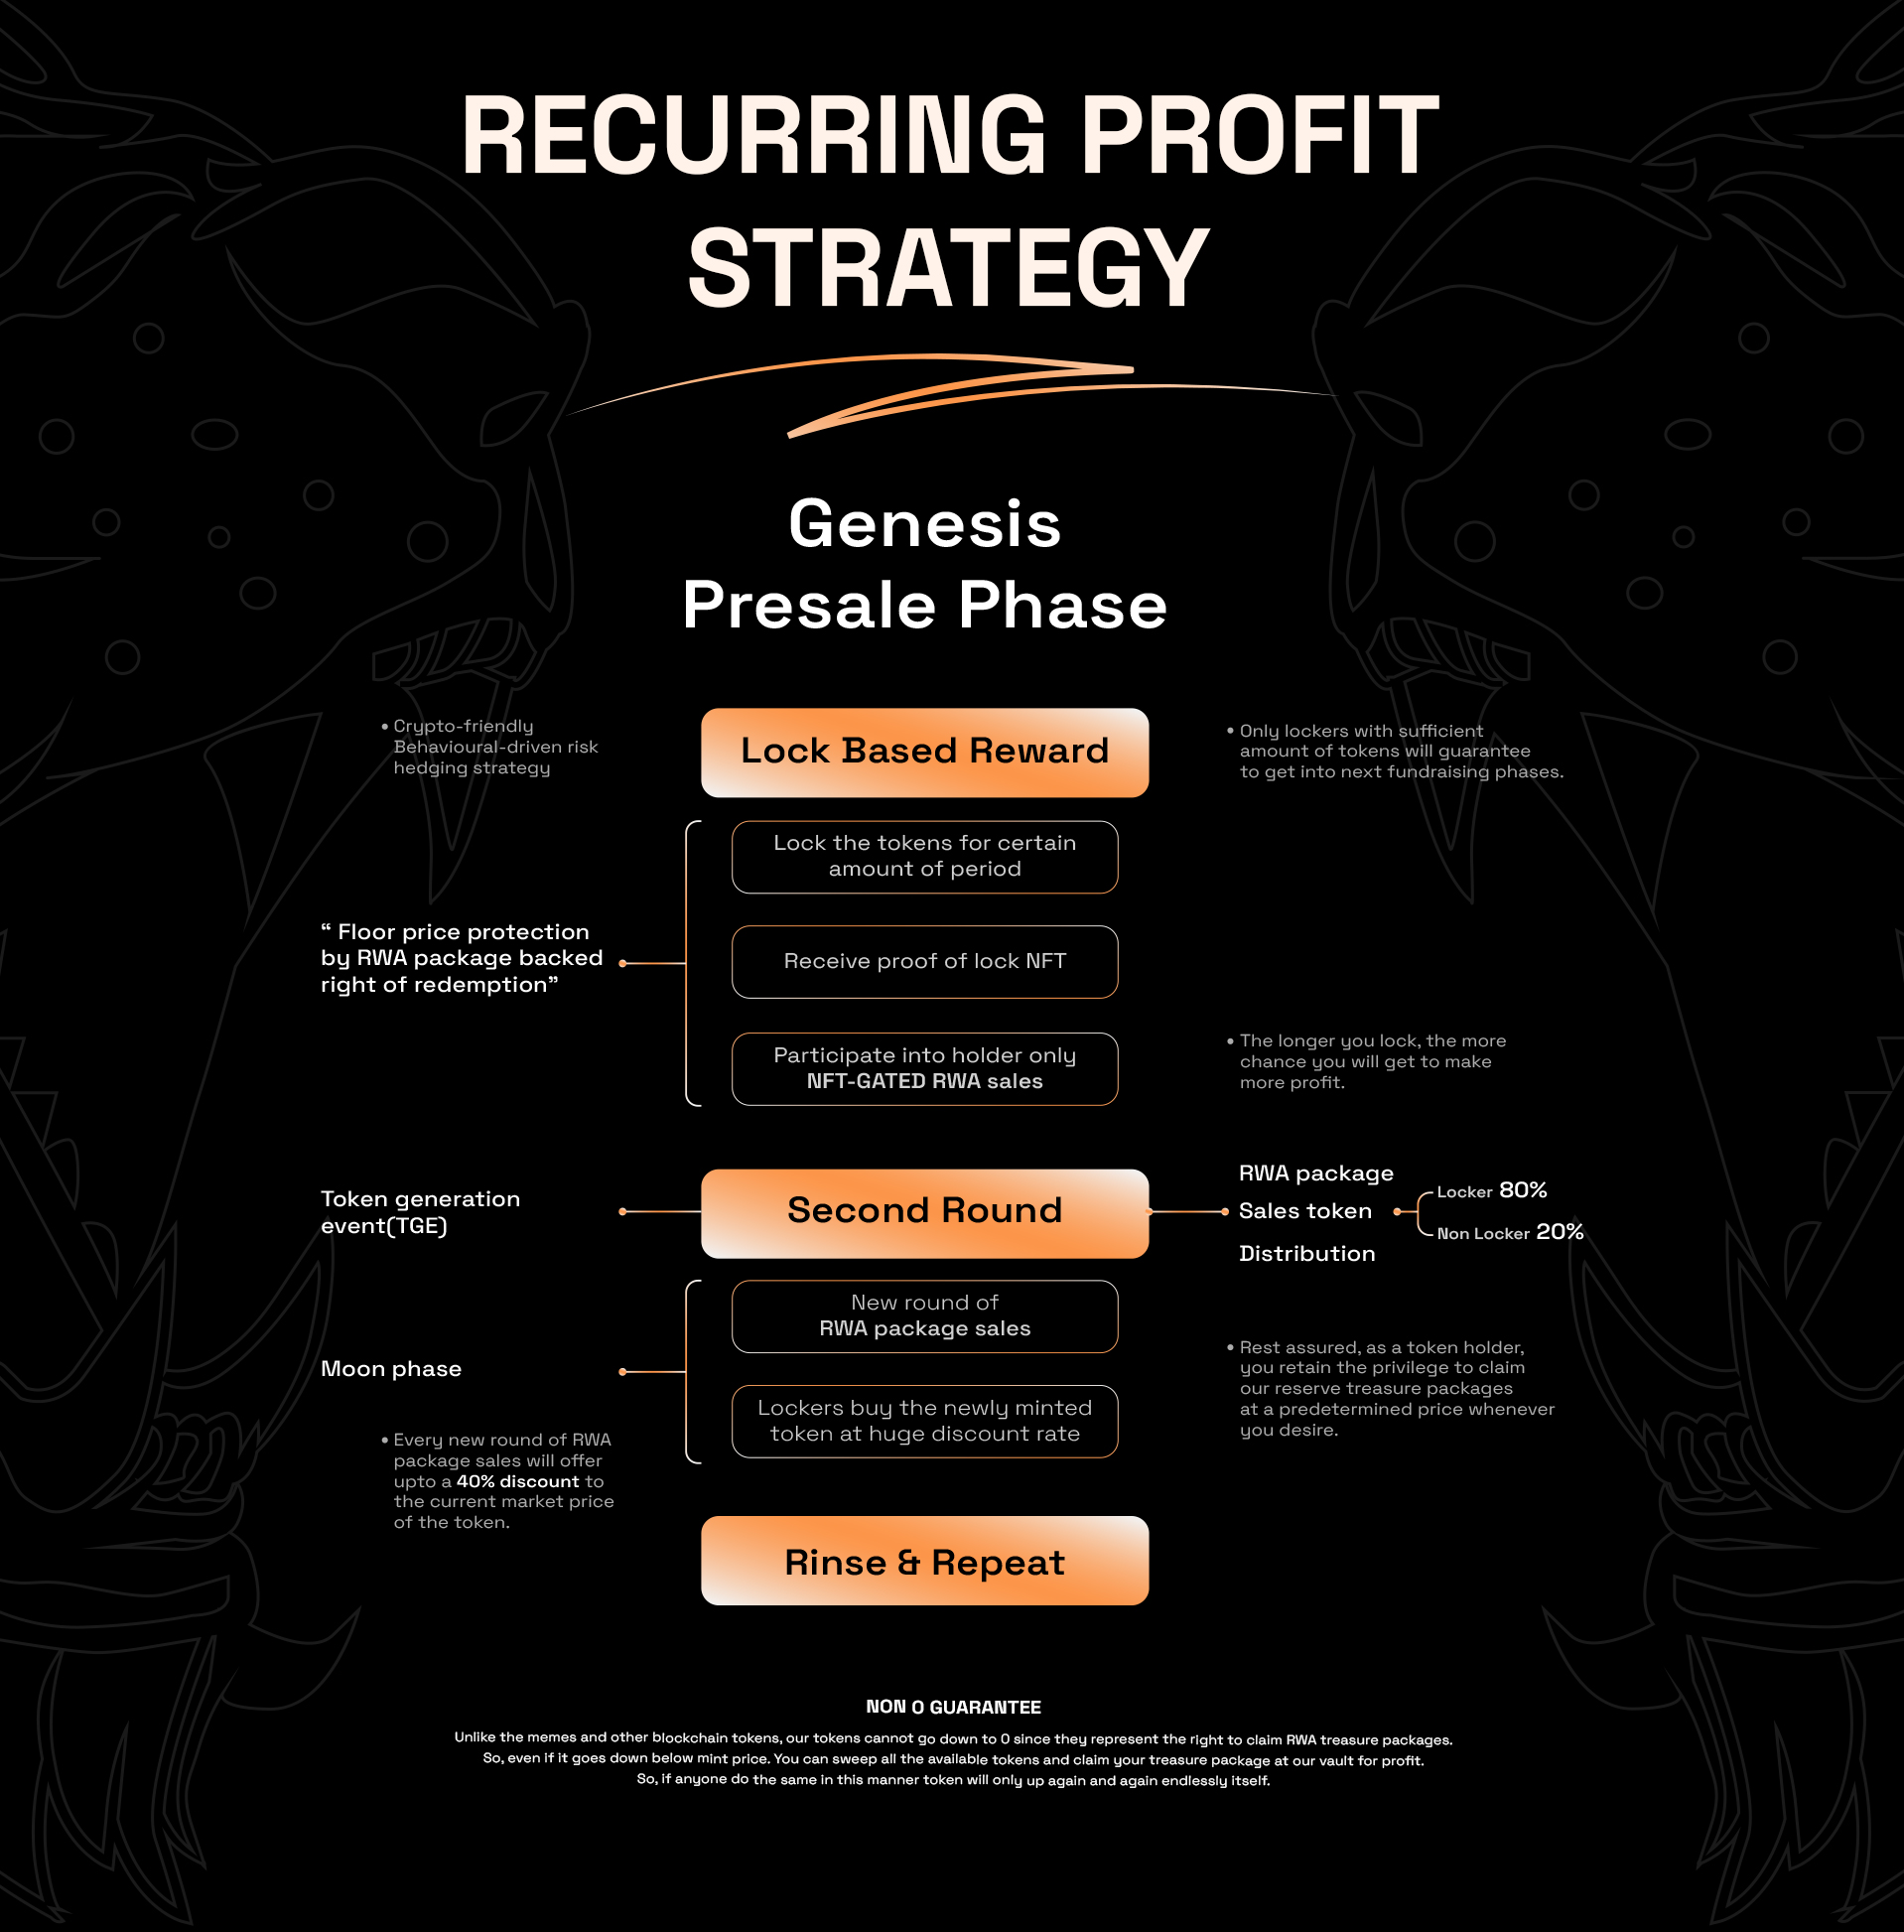 RECURRING PROFIT
STRATEGY
Genesis
Presale Phase
• Crypto-friendly
Behavioural-driven risk
hedging strategy
Lock Based Reward
• Only lockers with sufficient
amount of tokens will guarantee
to get into next fundraising phases.
Lock the tokens for certain
amount of period
“ Floor price protection
by RWA package backed
right of redemption”
Receive proof of lock NFT
Participate into holder only
NFT-GATED RWA sales
• The longer you lock, the more
chance you will get to make
more profit.
Token generation
event(TGE)
Second Round
RWA package
Sales token
Distribution
Locker 80%
Non Locker 20%
New round of
RWA package sales
Moon phase
Lockers buy the newly minted
token at huge discount rate
• Rest assured, as a token holder,
you retain the privilege to claim
our reserve treasure packages
at a predetermined price whenever
you desire.
• Every new round of RWA
package sales will offer
upto a 40% discount to
the current market price
of the token.
Rinse & Repeat
NON 0 GUARANTEE
Unlike the memes and other blockchain tokens, our tokens cannot go down to 0 since they represent the right to claim RWA treasure packages.
So, even if it goes down below mint price. You can sweep all the available tokens and claim your treasure package at our vault for profit.
So, if anyone do the same in this manner token will only up again and again endlessly itself.